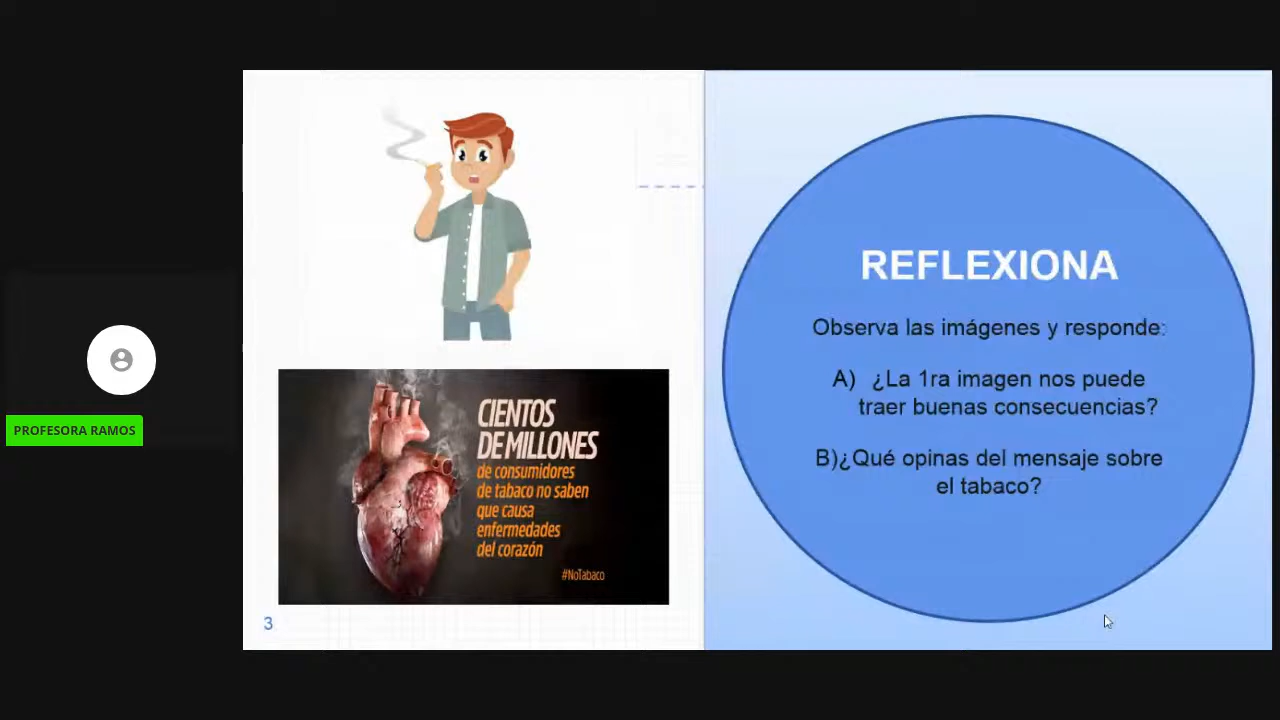 PROFESORA RAMOS
CIENTOS
DE MILLONES
de consumidores
de tabaco no saben
que causa
enfermedades
del corazón
#NoTabaco
3
REFLEXIONA
Observa las imágenes y responde:
A) ¿La 1ra imagen nos puede
traer buenas consecuencias?
B)¿Qué opinas del mensaje sobre
el tabaco?